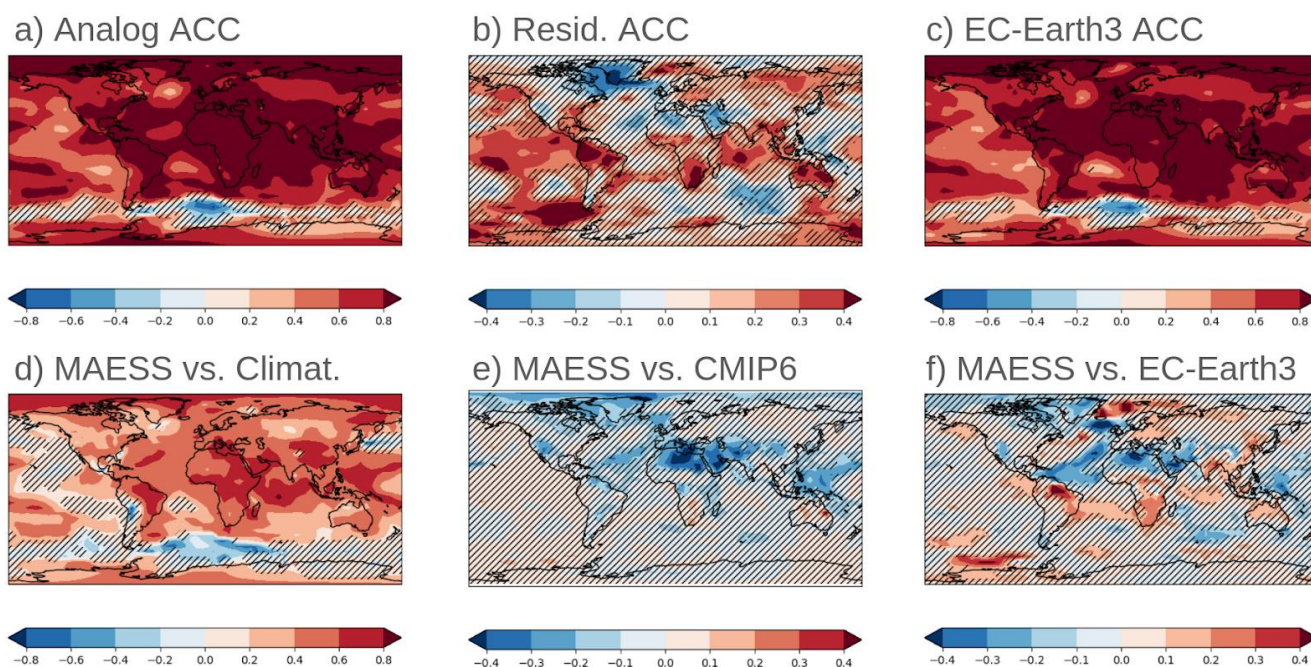 a) Analog ACC
b) Resid. ACC
c) EC-Earth3 ACC
−0.8 −0.6 −0.4 −0.2 0.0 0.2 0.4 0.6 0.8
−0.4 −0.3 −0.2 −0.1 0.0 0.1 0.2 0.3 0.4
−0.8 −0.6 −0.4 −0.2 0.0 0.2 0.4 0.6 0.8
d) MAESS vs. Climat.
e) MAESS vs. CMIP6
f) MAESS vs. EC-Earth3
−0.8 −0.6 −0.4 −0.2 0.0 0.2 0.4 0.6 0.8
−0.4 −0.3 −0.2 −0.1 0.0 0.1 0.2 0.3 0.4
−0.4 −0.3 −0.2 −0.1 0.0 0.1 0.2 0.3 0.4